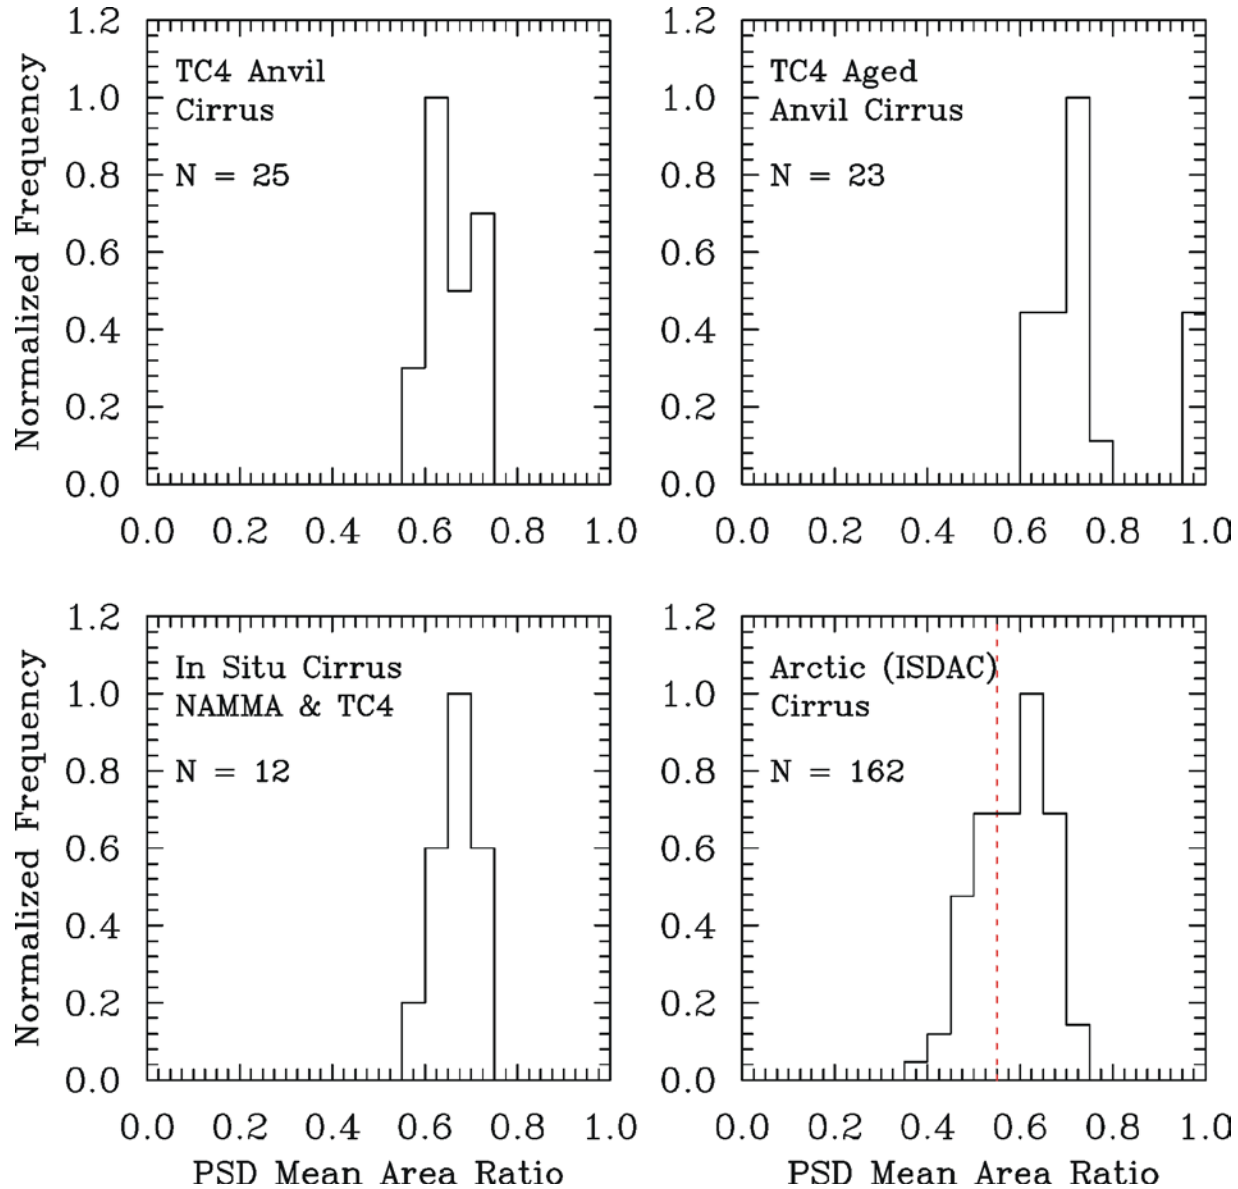 TC4 Anvil
Cirrus
N = 25
Normalized Frequency
1.2
1.0
0.8
0.6
0.4
0.2
0.0
0.0 0.2 0.4 0.6 0.8 1.0
TC4 Aged
Anvil Cirrus
N = 23
1.2
1.0
0.8
0.6
0.4
0.2
0.0
0.0 0.2 0.4 0.6 0.8 1.0
In Situ Cirrus
NAMMA & TC4
N = 12
Normalized Frequency
1.2
1.0
0.8
0.6
0.4
0.2
0.0
0.0 0.2 0.4 0.6 0.8 1.0
PSD Mean Area Ratio
Arctic (ISDAC)
Cirrus
N = 162
1.2
1.0
0.8
0.6
0.4
0.2
0.0
0.0 0.2 0.4 0.6 0.8 1.0
PSD Mean Area Ratio